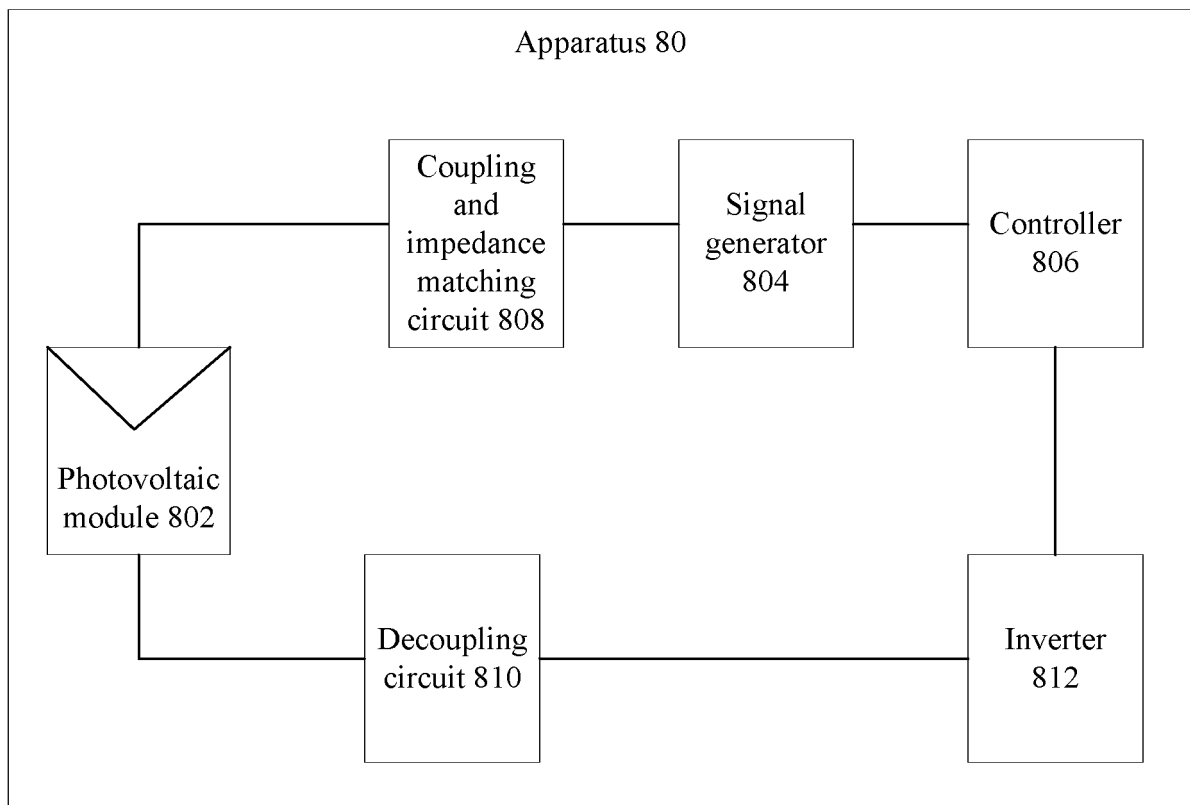 Apparatus 80
Coupling
and
impedance
matching
circuit 808
Signal
generator
804
Controller
806
Photovoltaic
module 802
Decoupling
circuit 810
Inverter
812